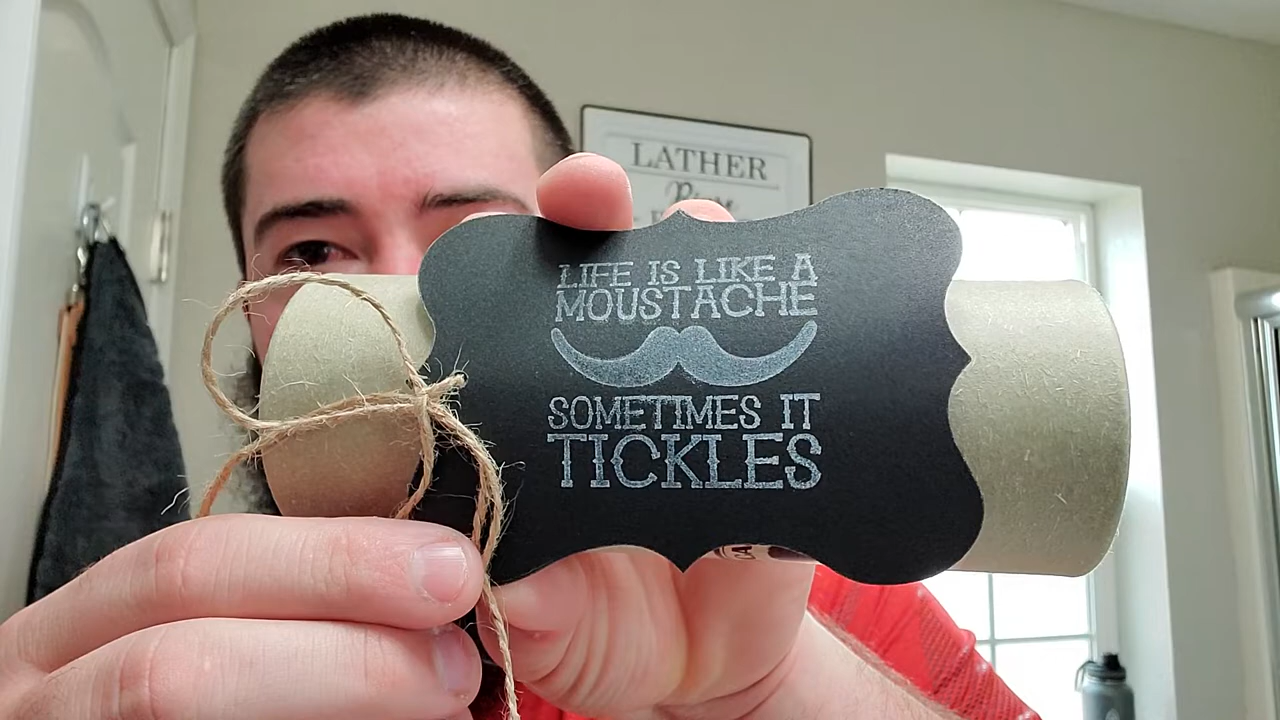 LATHER
LIFE IS LIKE A
MOUSTACHE
SOMETIMES IT
TICKLES